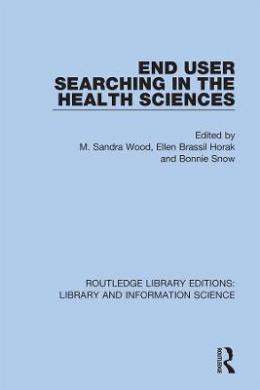 END USER
SEARCHING IN THE
HEALTH SCIENCES
Edited by
M. Sandra Wood, Ellen Brassil Horak
and Bonnie Snow
ROUTLEDGE LIBRARY EDITIONS:
LIBRARY AND INFORMATION SCIENCE
ROUTLEDGE